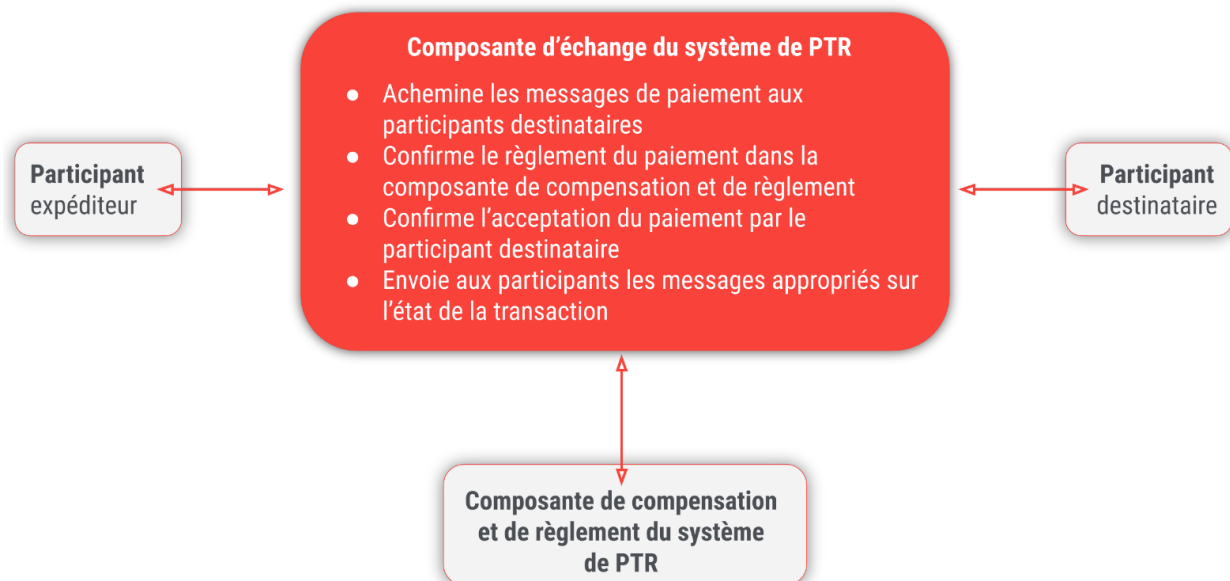 Composante d’échange du système de PTR
● Achemine les messages de paiement aux
participants destinataires
● Confirme le règlement du paiement dans la
composante de compensation et de règlement
● Confirme l’acceptation du paiement par le
participant destinataire
● Envoie aux participants les messages appropriés sur
l’état de la transaction
Participant
expéditeur
Participant
destinataire
Composante de compensation
et de règlement du système
de PTR